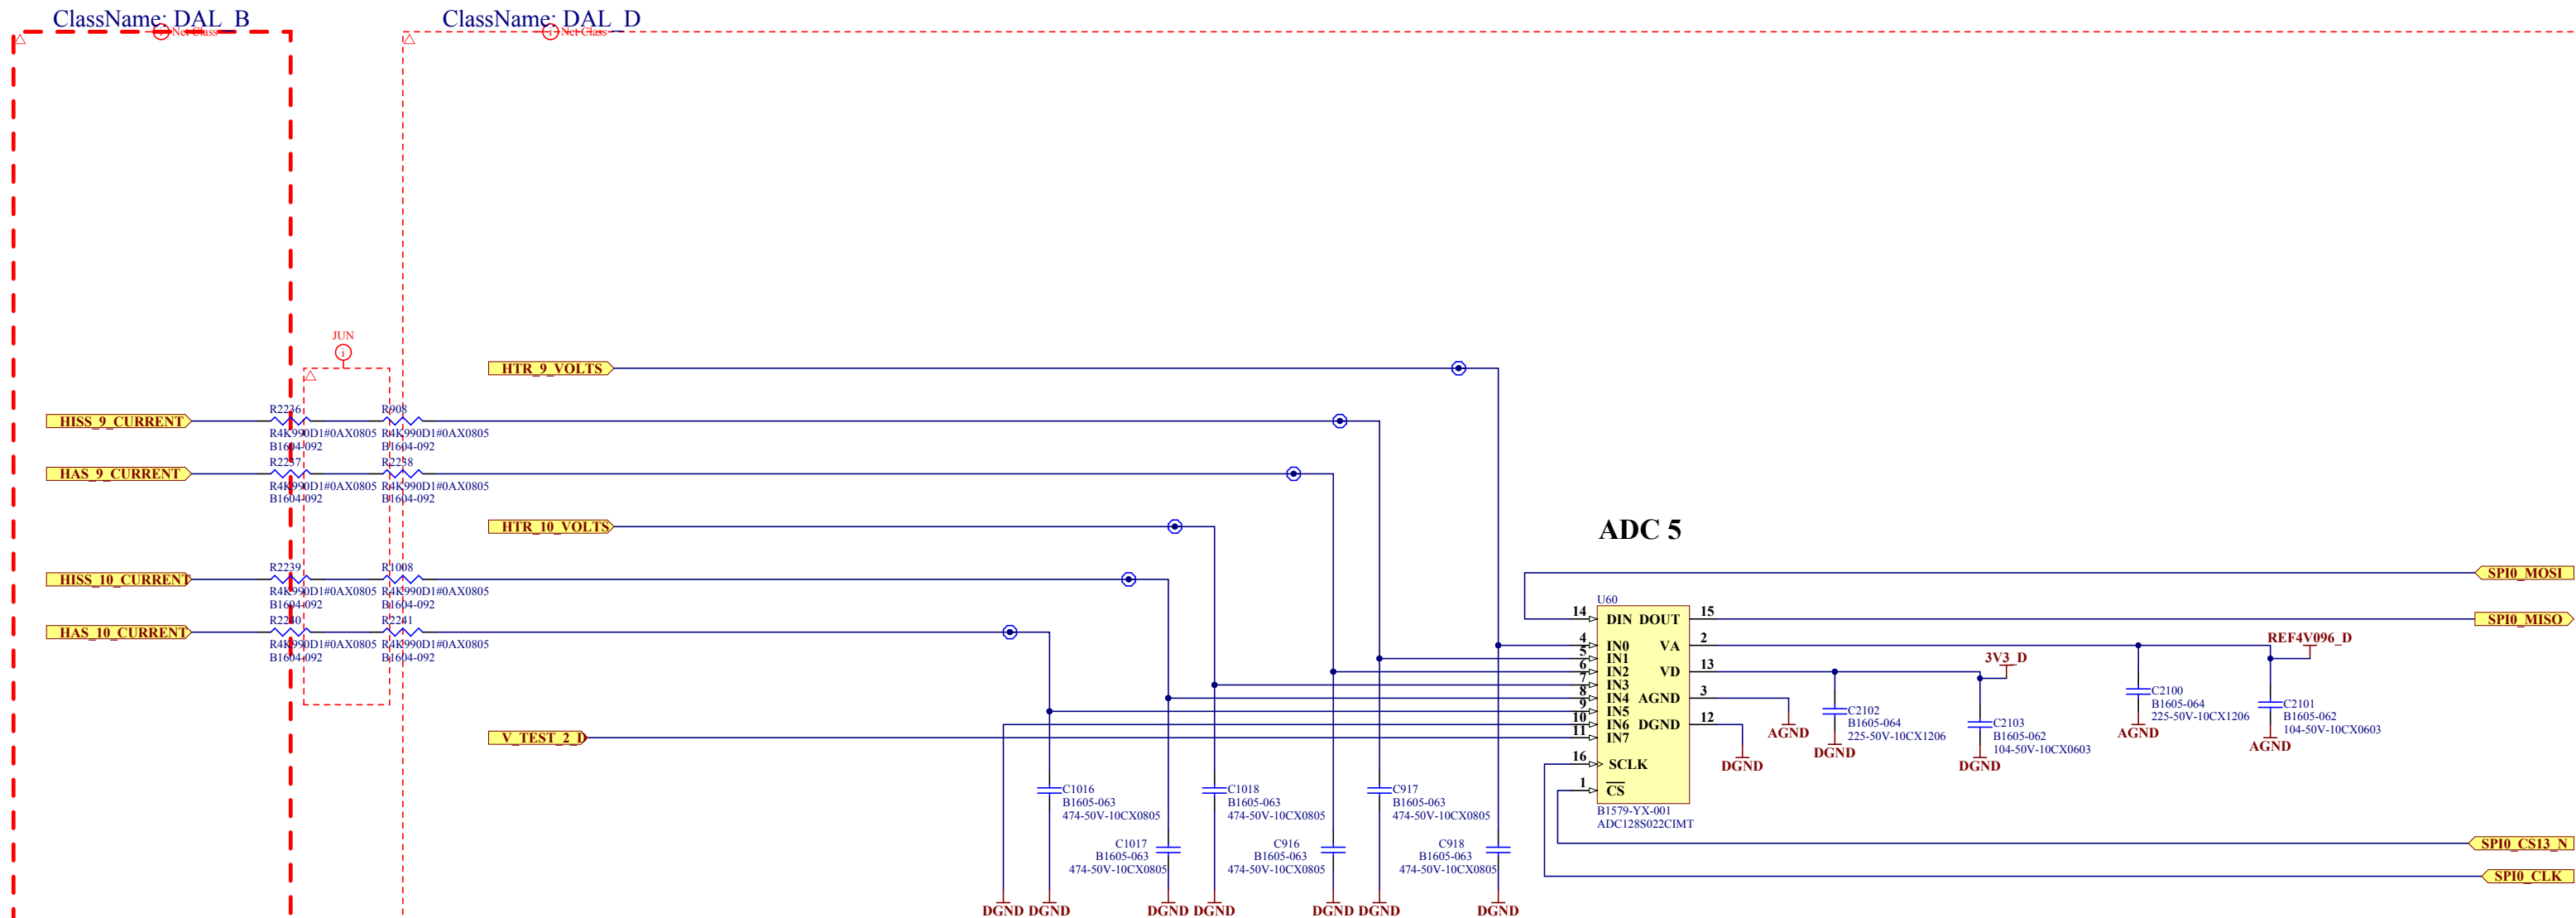 ClassName: DAL_B
ClassName: DAL_D
Net Class
Net Class
JUN
HTR_9_VOLTS
R2236
R908
HISS_9_CURRENT
R4K990D1#0AX0805
R4K990D1#0AX0805
B1604-092
B1604-092
R2237
R2238
HAS_9_CURRENT
R4K990D1#0AX0805
R4K990D1#0AX0805
B1604-092
B1604-092
HTR_10_VOLTS
ADC 5
R2239
R1008
HISS_10_CURRENT
R4K990D1#0AX0805
R4K990D1#0AX0805
B1604-092
B1604-092
R2240
R2241
HAS_10_CURRENT
R4K990D1#0AX0805
R4K990D1#0AX0805
B1604-092
B1604-092
V_TEST_2_D
SPI0_MOSI
SPI0_MISO
U60
14 DIN DOUT 15
4 IN0 VA 2
5 IN1
6 IN2 VD 13
7 IN3
8 IN4 AGND 3
9 IN5
10 IN6 DGND 12
11 IN7
16 SCLK
1 CS
B1579-YX-001
ADC128S022CIMT
REF4V096_D
3V3_D
AGND
DGND
C2102
B1605-064
225-50V-10CX1206
DGND
C2103
B1605-062
104-50V-10CX0603
DGND
C2100
B1605-064
225-50V-10CX1206
AGND
C2101
B1605-062
104-50V-10CX0603
AGND
C1016
B1605-063
474-50V-10CX0805
C1018
B1605-063
474-50V-10CX0805
C917
B1605-063
474-50V-10CX0805
C1017
B1605-063
474-50V-10CX0805
C916
B1605-063
474-50V-10CX0805
C918
B1605-063
474-50V-10CX0805
SPI0_CS13_N
SPI0_CLK
DGND DGND DGND DGND DGND DGND DGND